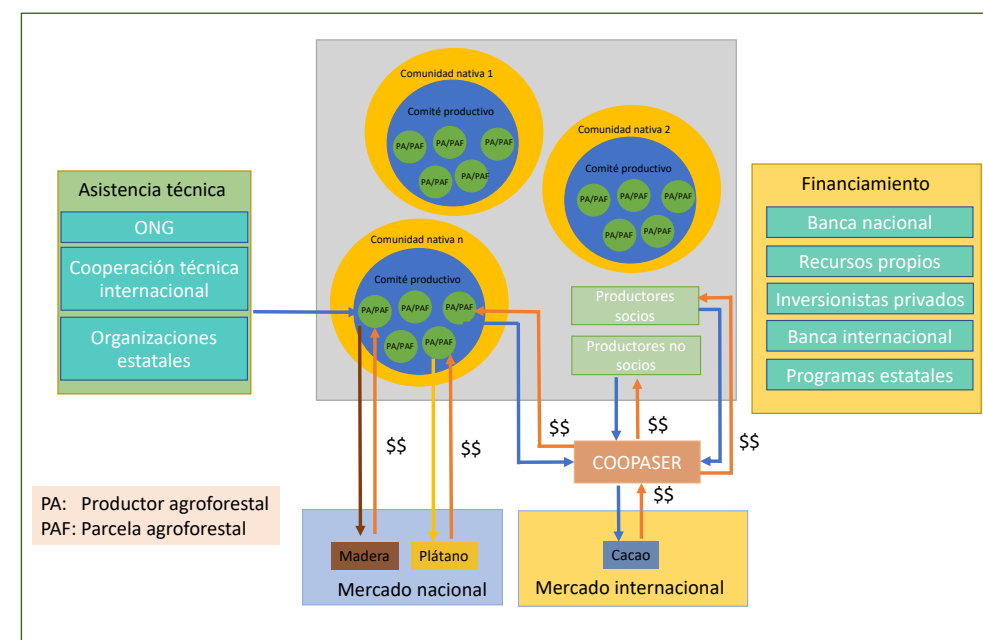 Comunidad nativa 1
Comité productivo
PA/PAF
PA/PAF
PA/PAF
PA/PAF
PA/PAF
Comunidad nativa 2
Comité productivo
PA/PAF
PA/PAF
PA/PAF
PA/PAF
PA/PAF
Asistencia técnica
ONG
Cooperación técnica
internacional
Organizaciones
estatales
Comunidad nativa n
Comité productivo
PA/PAF
PA/PAF
PA/PAF
PA/PAF
PA/PAF
Productores
socios
Productores no
socios
Financiamiento
Banca nacional
Recursos propios
Inversionistas privados
Banca internacional
Programas estatales
$$
$$
$$
$$
$$
$$
COOPASER
PA: Productor agroforestal
PAF: Parcela agroforestal
Madera
Plátano
Mercado nacional
Cacao
Mercado internacional